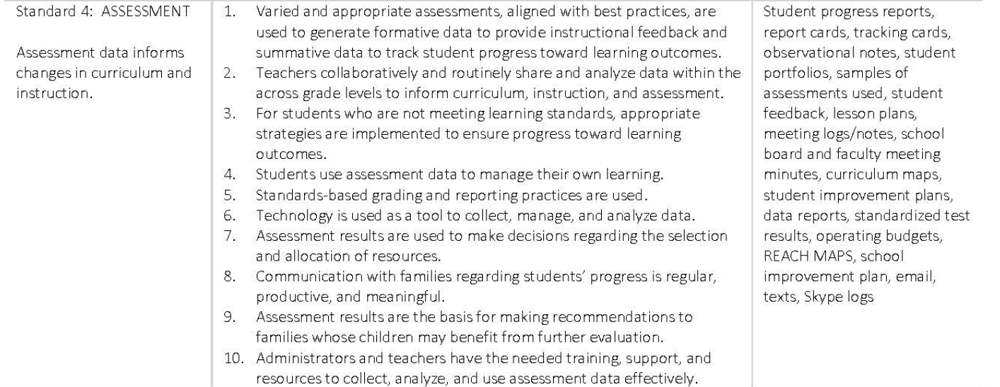 Standard 4:  ASSESSMENT
Assessment data informs
changes in curriculum and
instruction.
1. Varied and appropriate assessments, aligned with best practices, are
used to generate formative data to provide instructional feedback and
summative data to track student progress toward learning outcomes.
2. Teachers collaboratively and routinely share and analyze data within the
across grade levels to inform curriculum, instruction, and assessment.
3. For students who are not meeting learning standards, appropriate
strategies are implemented to ensure progress toward learning
outcomes.
4. Students use assessment data to manage their own learning.
5. Standards-based grading and reporting practices are used.
6. Technology is used as a tool to collect, manage, and analyze data.
7. Assessment results are used to make decisions regarding the selection
and allocation of resources.
8. Communication with families regarding students’ progress is regular,
productive, and meaningful.
9. Assessment results are the basis for making recommendations to
families whose children may benefit from further evaluation.
10. Administrators and teachers have the needed training, support, and
resources to collect, analyze, and use assessment data effectively.
Student progress reports,
report cards, tracking cards,
observational notes, student
portfolios, samples of
assessments used, student
feedback, lesson plans,
meeting logs/notes, school
board and faculty meeting
minutes, curriculum maps,
student improvement plans,
data reports, standardized test
results, operating budgets,
REACH MAPS, school
improvement plan, email,
texts, Skype logs